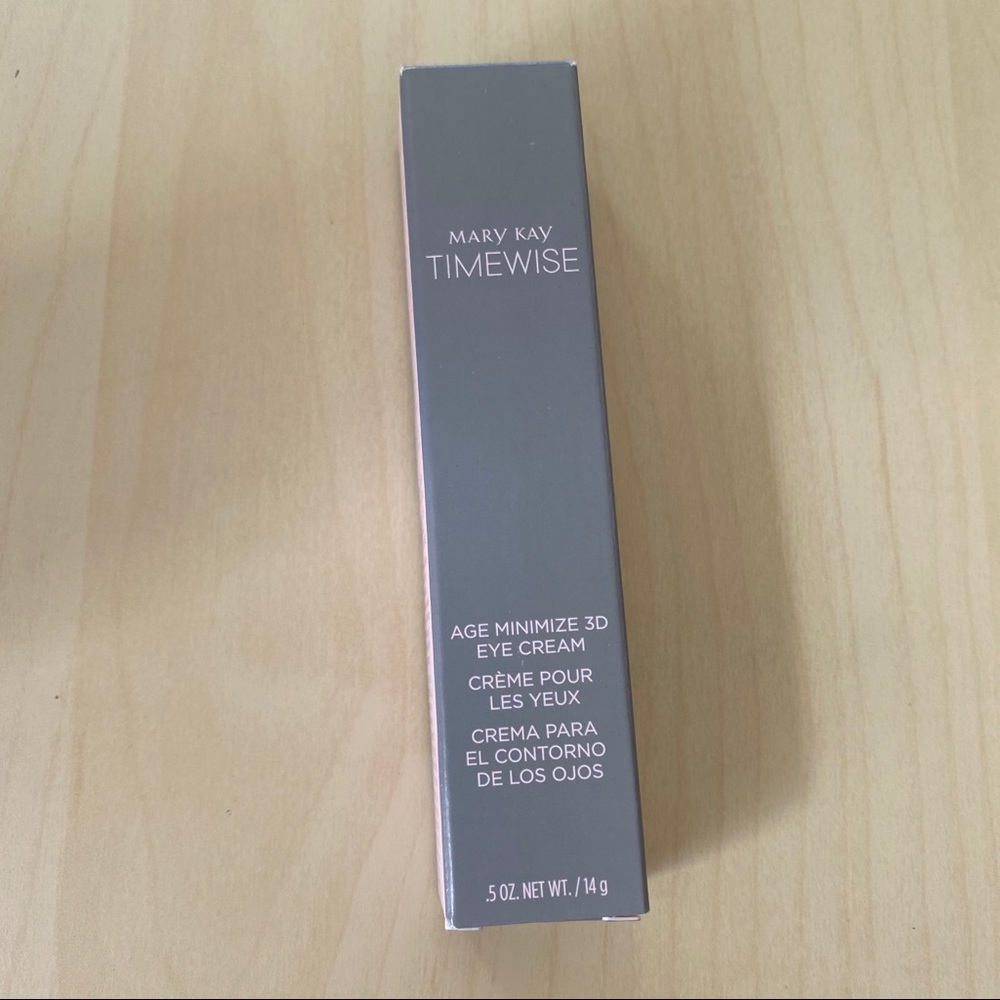 MARY KAY
TIMEWISE
AGE MINIMIZE 3D
EYE CREAM
CRÈME POUR
LES YEUX
CREMA PARA
EL CONTORNO
DE LOS OJOS
.5 OZ. NET WT. / 14 g